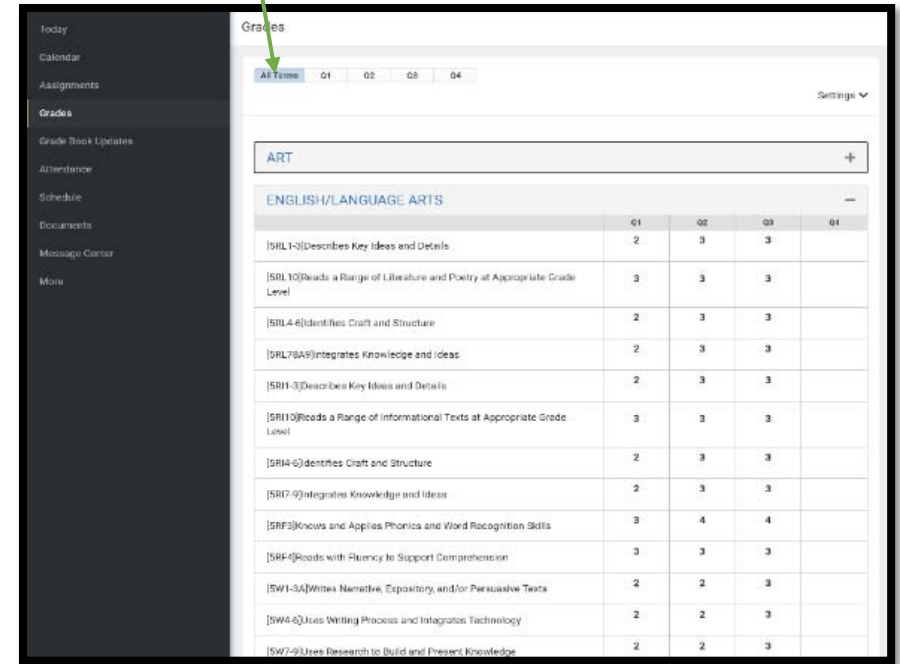 Today
Calendar
Assignments
Grades
Grade Book Updates
Attendance
Schedule
Documents
Message Center
More
Grades
All Terms Q1 Q2 Q3 Q4
Settings
ART
ENGLISH/LANGUAGE ARTS
Q1 Q2 Q3 Q4
[5RL1-3]Describes Key Ideas and Details 2 3 3
[5RL10]Reads a Range of Literature and Poetry at Appropriate Grade
Level 3 3 3
[5RL4-6]Identifies Craft and Structure 2 3 3
[5RL78A9]Integrates Knowledge and Ideas 2 3 3
[5RI1-3]Describes Key Ideas and Details 2 3 3
[5RI10]Reads a Range of Informational Texts at Appropriate Grade
Level 3 3 3
[5RI4-6]Identifies Craft and Structure 2 3 3
[5RI7-9]Integrates Knowledge and Ideas 2 3 3
[5RF3]Knows and Applies Phonics and Word Recognition Skills 3 4 4
[5RF4]Reads with Fluency to Support Comprehension 3 3 3
[5W1-3A]Writes Narrative, Expository, and/or Persuasive Texts 2 2 3
[5W4-6]Uses Writing Process and Integrates Technology 2 2 3
[5W7-9]Uses Research to Build and Present Knowledge 2 2 3